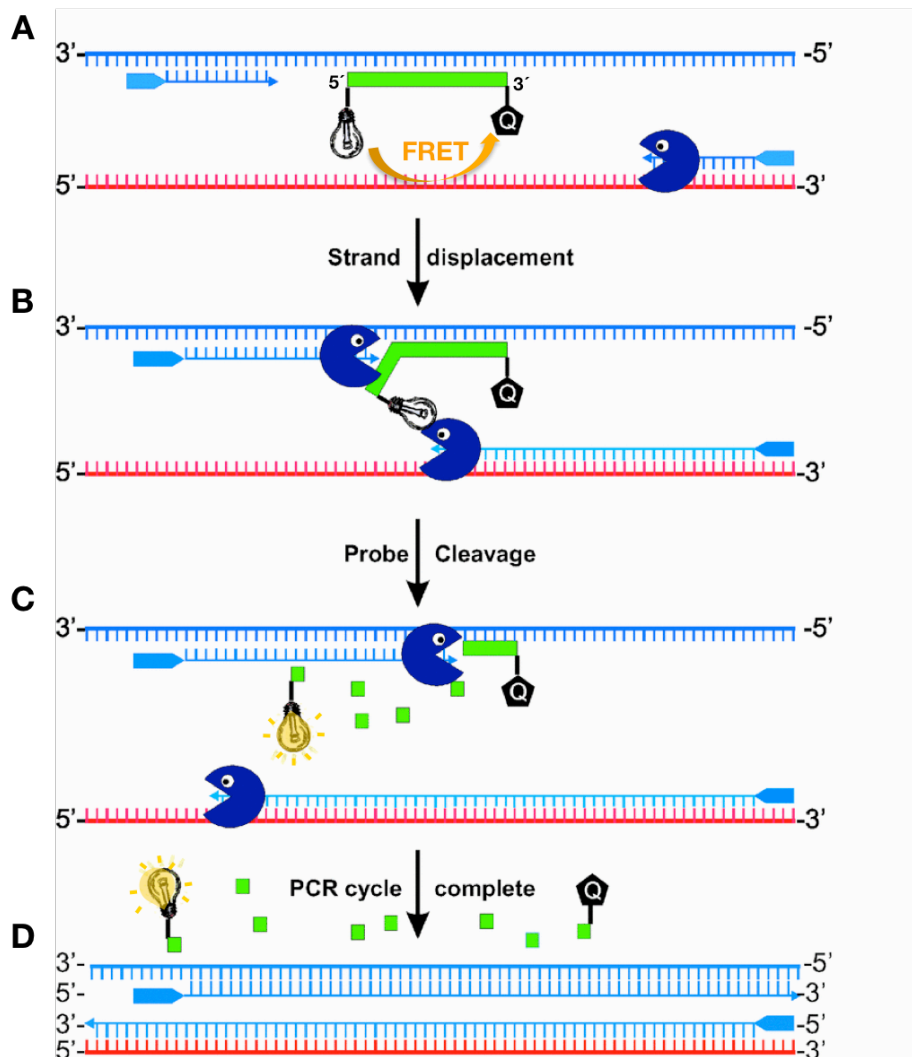 A
3’- -5’
5´ 3´
Q
FRET
5’- -3’
Strand displacement
B
3’- -5’
Q
5’- -3’
Probe Cleavage
C
3’- -5’
Q
5’- -3’
PCR cycle complete
Q
D
3’- -5’
5’- -3’
3’- -5’
5’- -3’